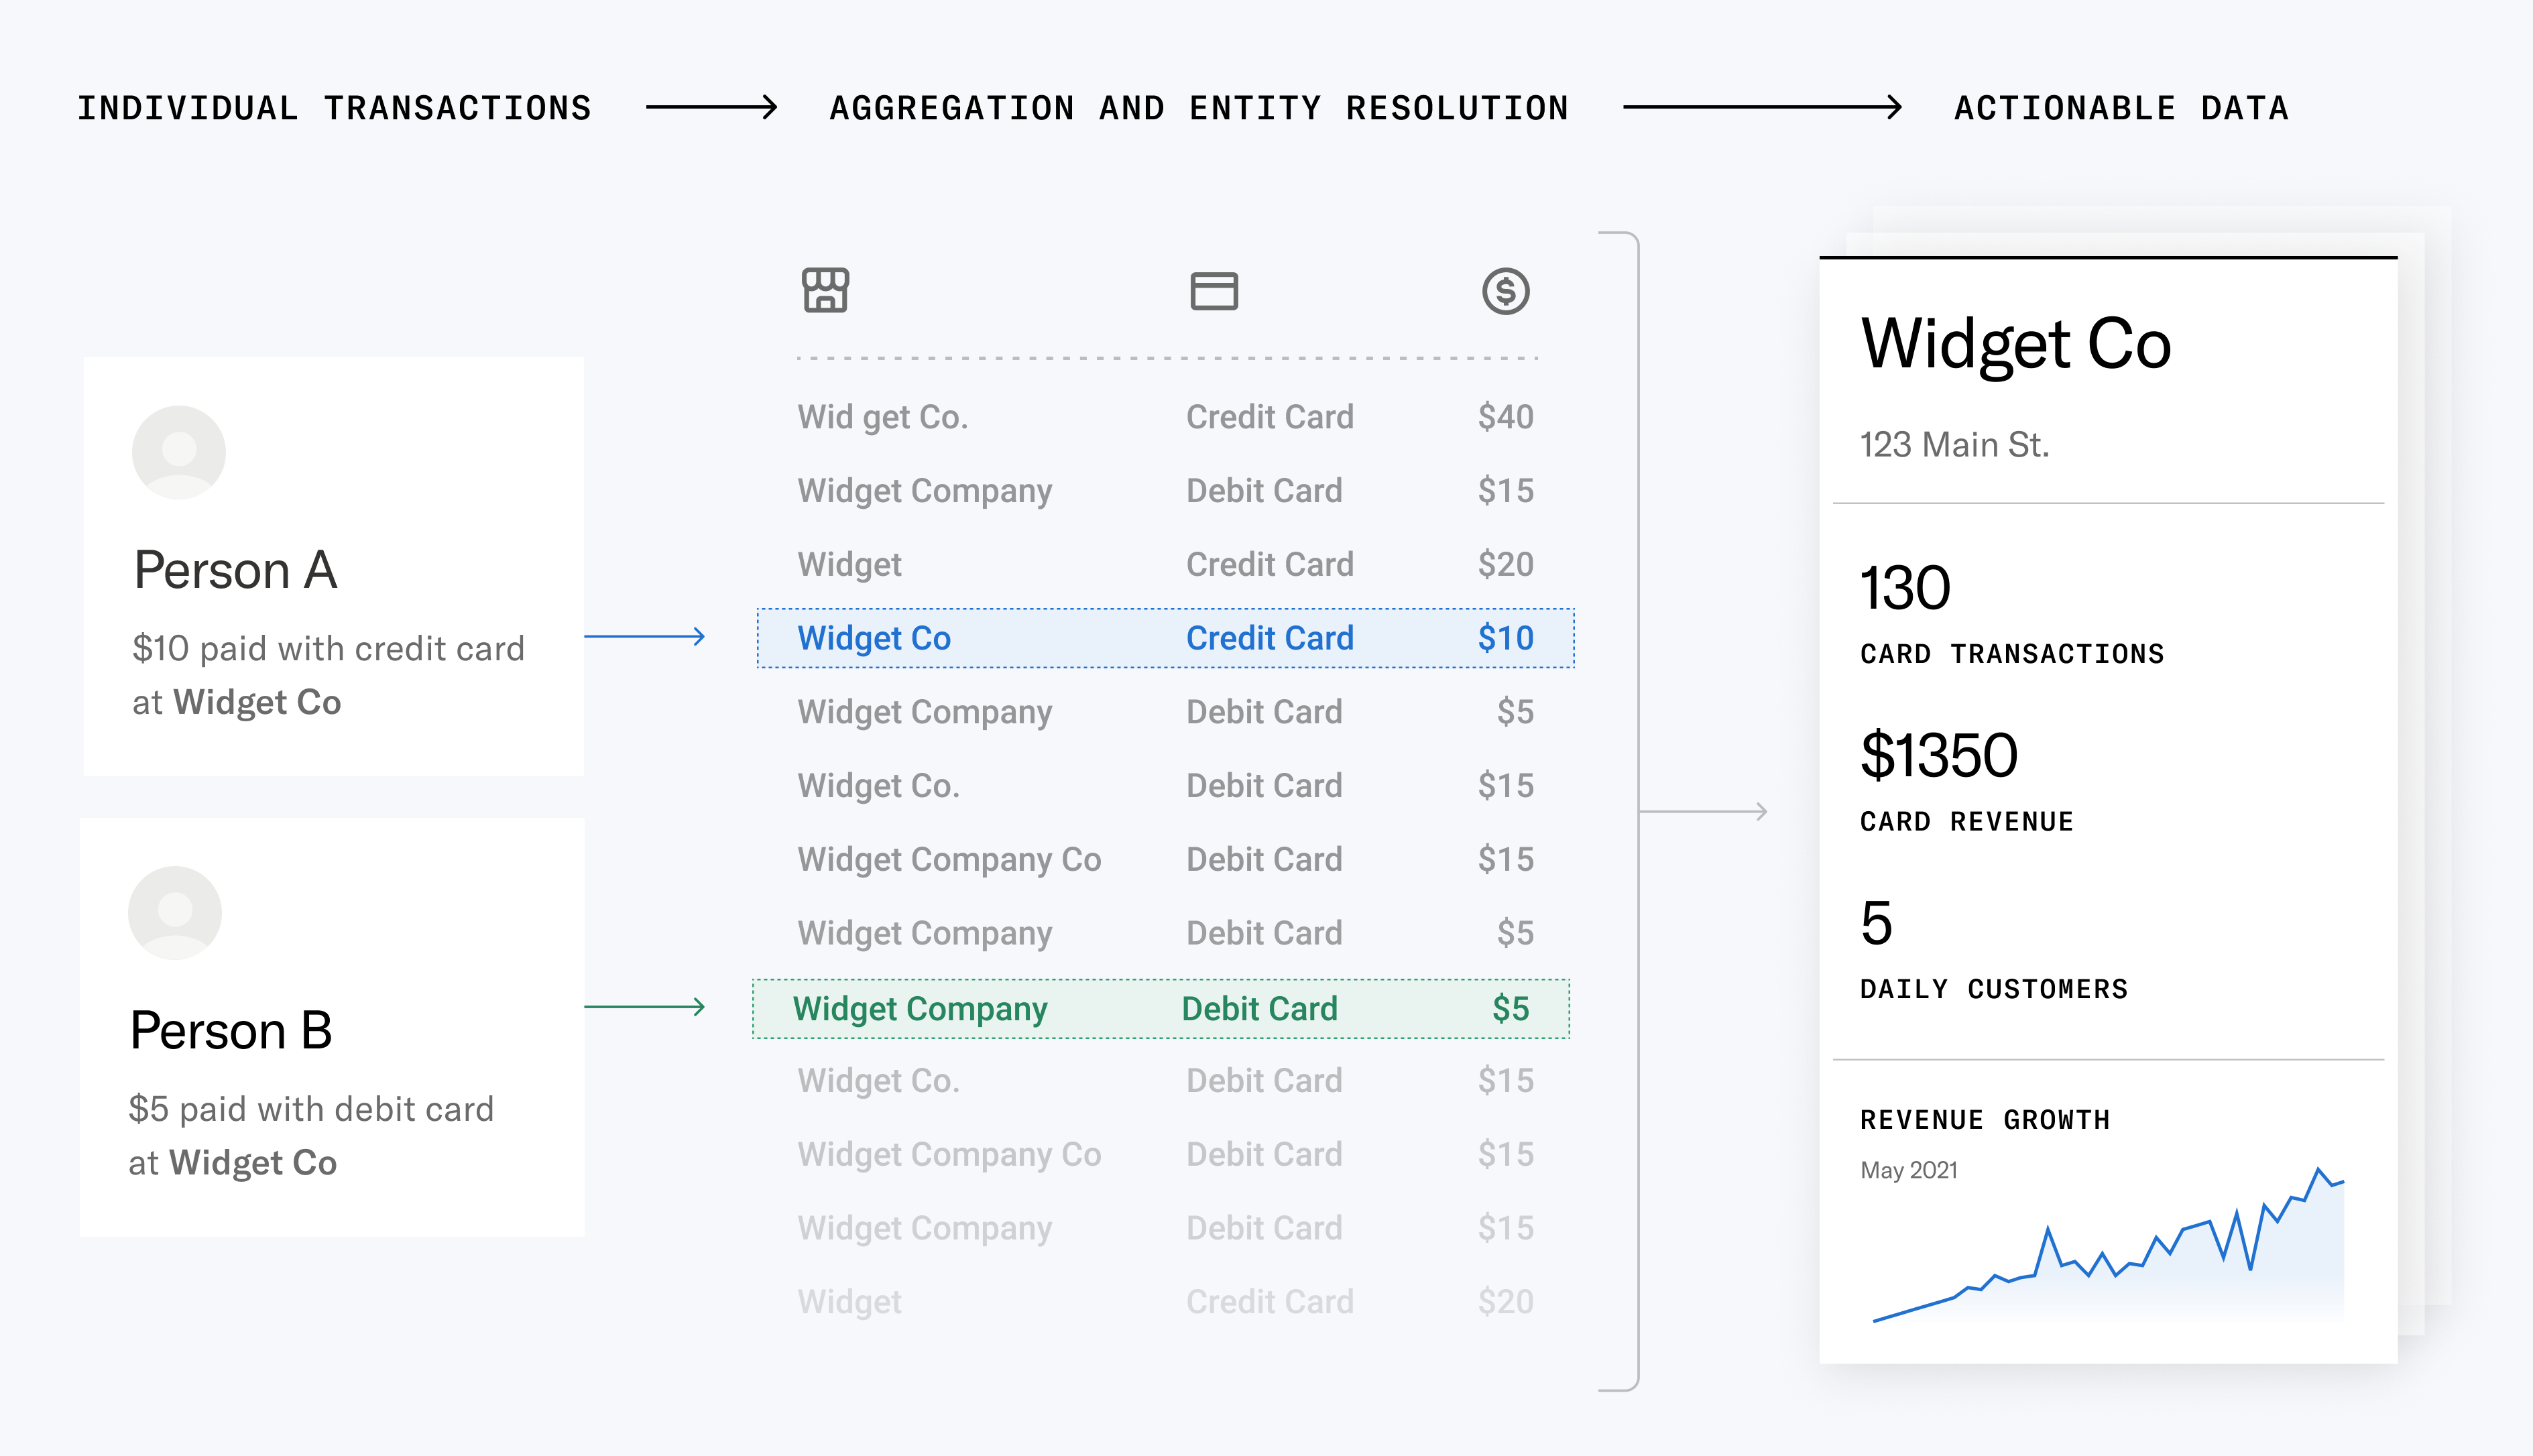 INDIVIDUAL TRANSACTIONS
AGGREGATION AND ENTITY RESOLUTION
ACTIONABLE DATA
Person A
$10 paid with credit card
at Widget Co
Person B
$5 paid with debit card
at Widget Co
Wid get Co. Credit Card $40
Widget Company Debit Card $15
Widget Credit Card $20
Widget Co Credit Card $10
Widget Company Debit Card $5
Widget Co. Debit Card $15
Widget Company Co Debit Card $15
Widget Company Debit Card $5
Widget Company Debit Card $5
Widget Co. Debit Card $15
Widget Company Co Debit Card $15
Widget Company Debit Card $15
Widget Credit Card $20
Widget Co
123 Main St.
130
CARD TRANSACTIONS
$1350
CARD REVENUE
5
DAILY CUSTOMERS
REVENUE GROWTH
May 2021